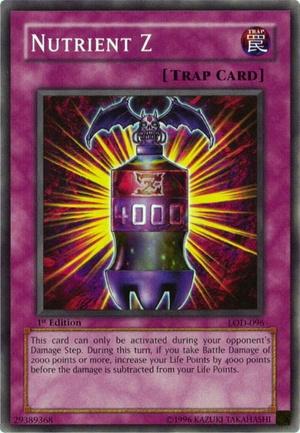 NUTRIENT Z
TRAP
罠
[TRAP CARD]
Z
4000
1st Edition
LOD-096
This card can only be activated during your opponent's
Damage Step. During this turn, if you take Battle Damage of
2000 points or more, increase your Life Points by 4000 points
before the damage is subtracted from your Life Points.
29389368
©1996 KAZUKI TAKAHASHI